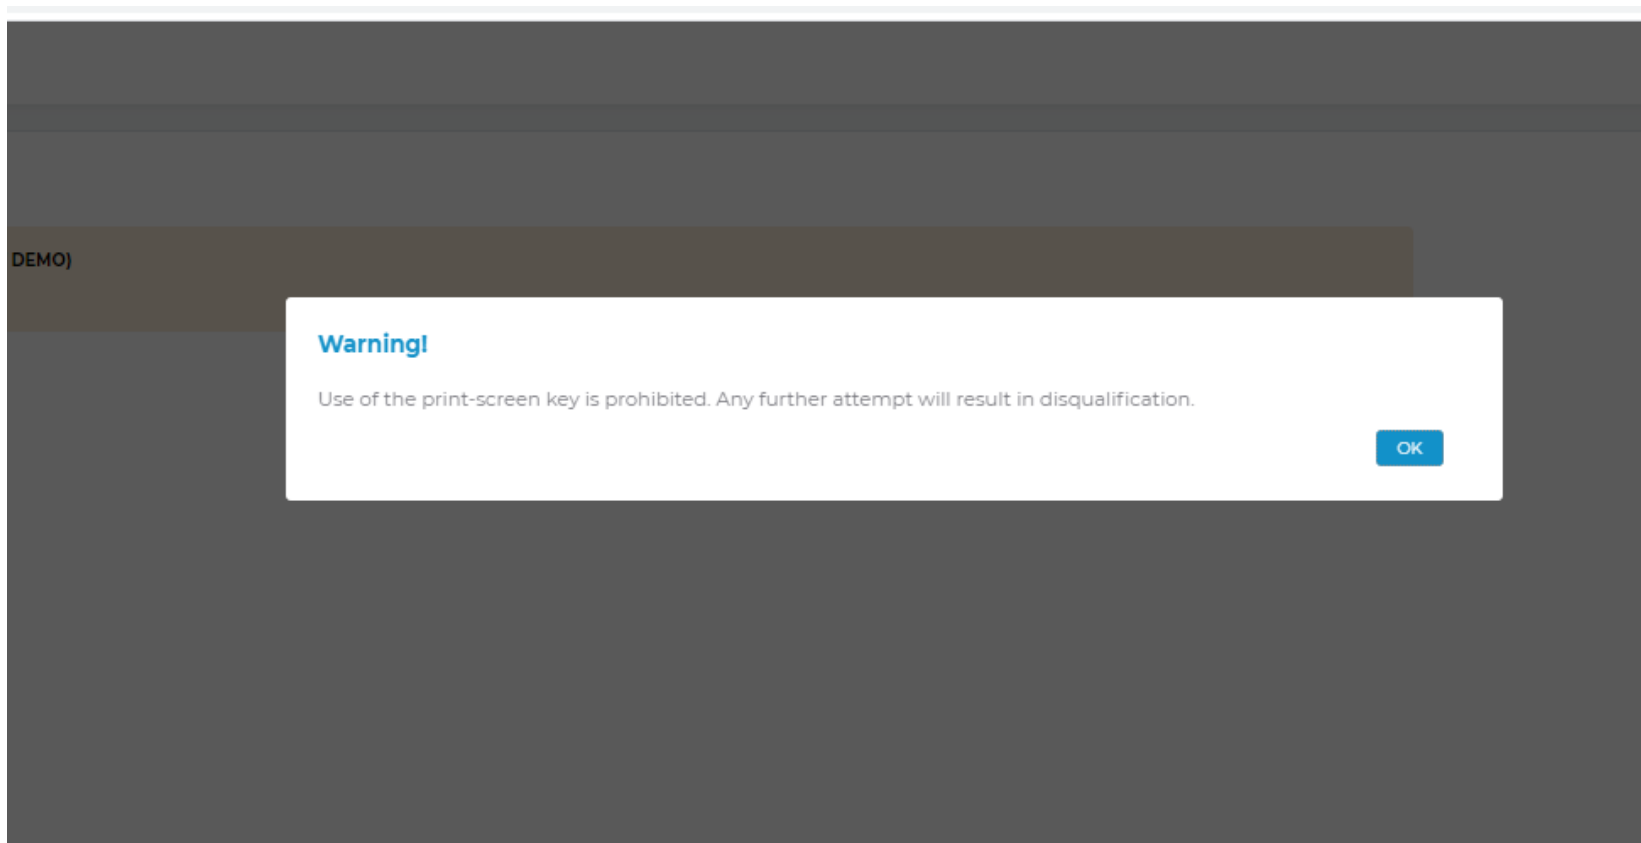 DEMO)
Warning!
Use of the print-screen key is prohibited. Any further attempt will result in disqualification.
OK